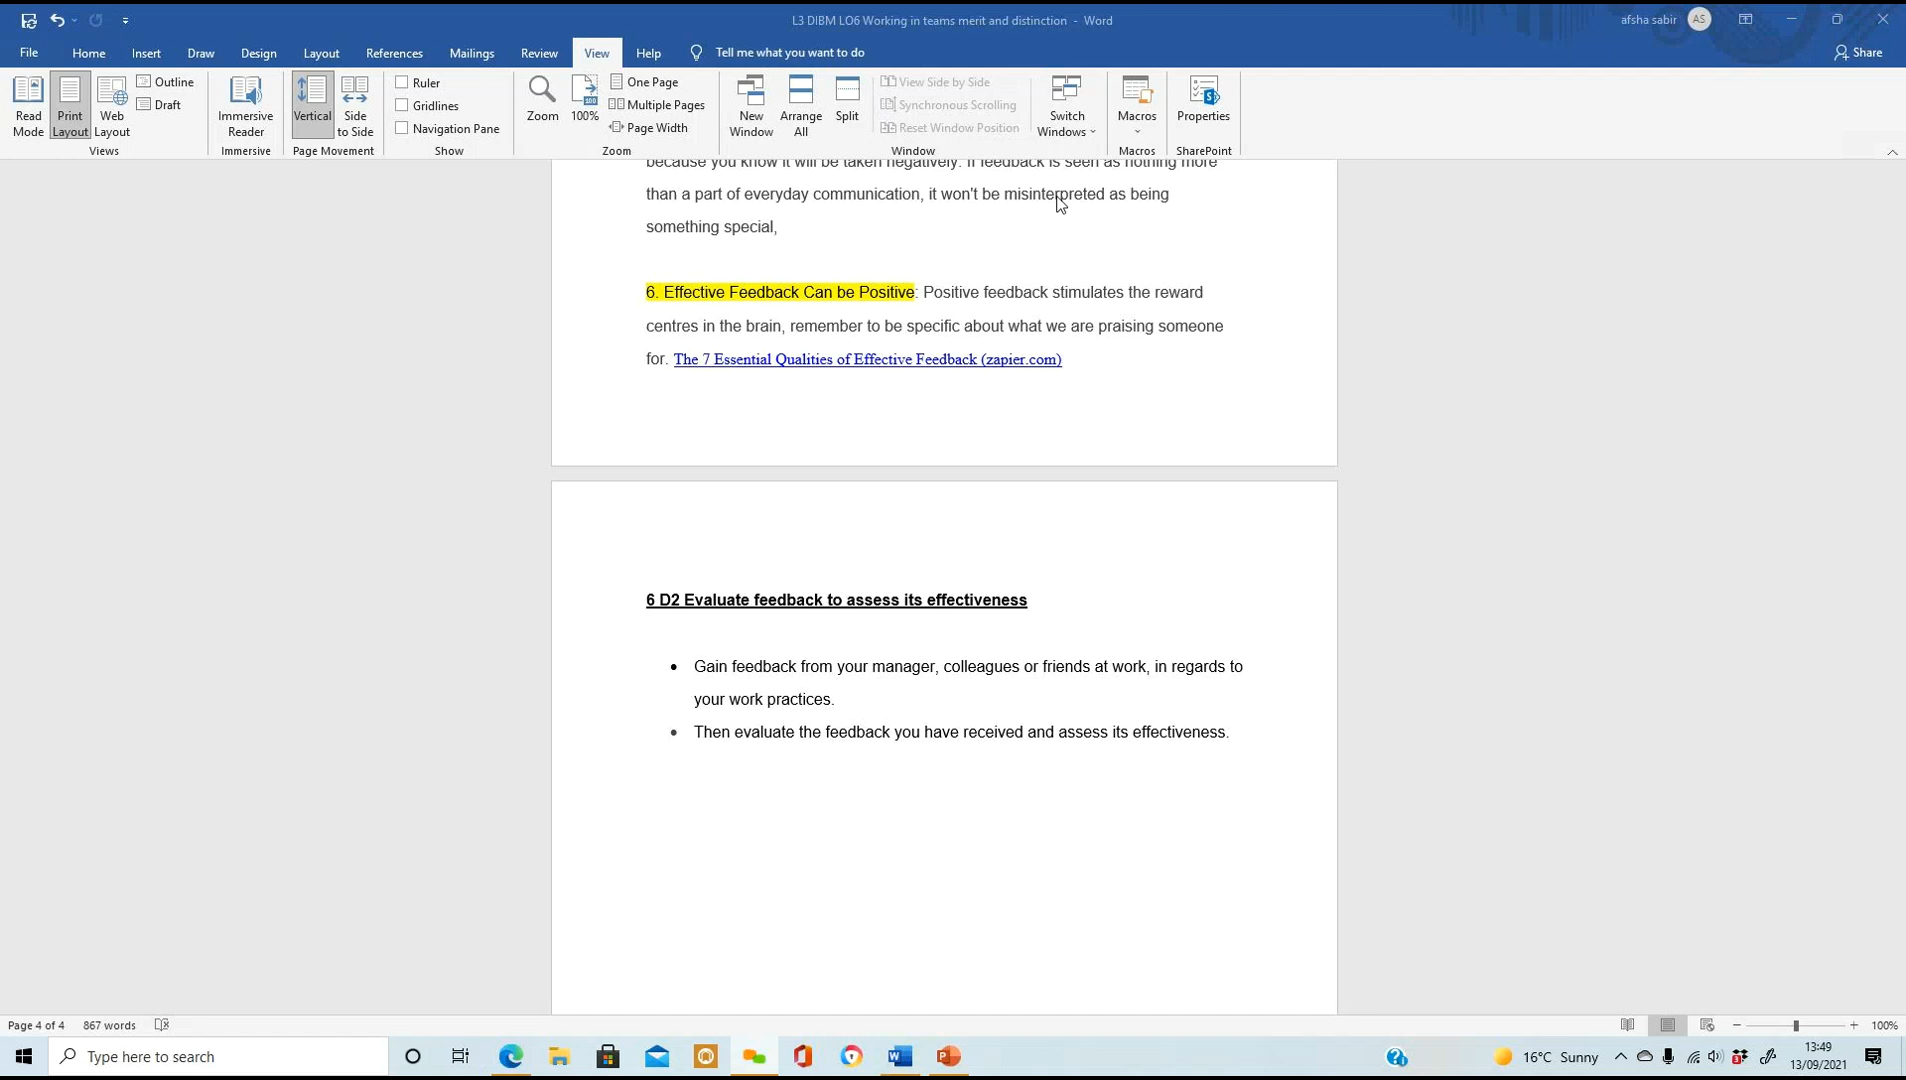 L3 DIBM LO6 Working in teams merit and distinction - Word
afsha sabir AS
File Home Insert Draw Design Layout References Mailings Review View Help Tell me what you want to do Share
Read Mode
Print Layout
Web Layout
Outline
Draft
Views
Immersive Reader
Immersive
Vertical
Side to Side
Page Movement
Ruler
Gridlines
Navigation Pane
Show
Zoom
100
100%
One Page
Multiple Pages
Page Width
Zoom
New Window
Arrange All
Split
View Side by Side
Synchronous Scrolling
Reset Window Position
Switch Windows
Window
Macros
Macros
Properties
SharePoint
because you know it will be taken negatively. If feedback is seen as nothing more
than a part of everyday communication, it won't be misinterpreted as being
something special,
6. Effective Feedback Can be Positive: Positive feedback stimulates the reward
centres in the brain, remember to be specific about what we are praising someone
for. The 7 Essential Qualities of Effective Feedback (zapier.com)
6 D2 Evaluate feedback to assess its effectiveness
• Gain feedback from your manager, colleagues or friends at work, in regards to
your work practices.
• Then evaluate the feedback you have received and assess its effectiveness.
Page 4 of 4 867 words 100%
Type here to search
16°C Sunny
13:49
13/09/2021